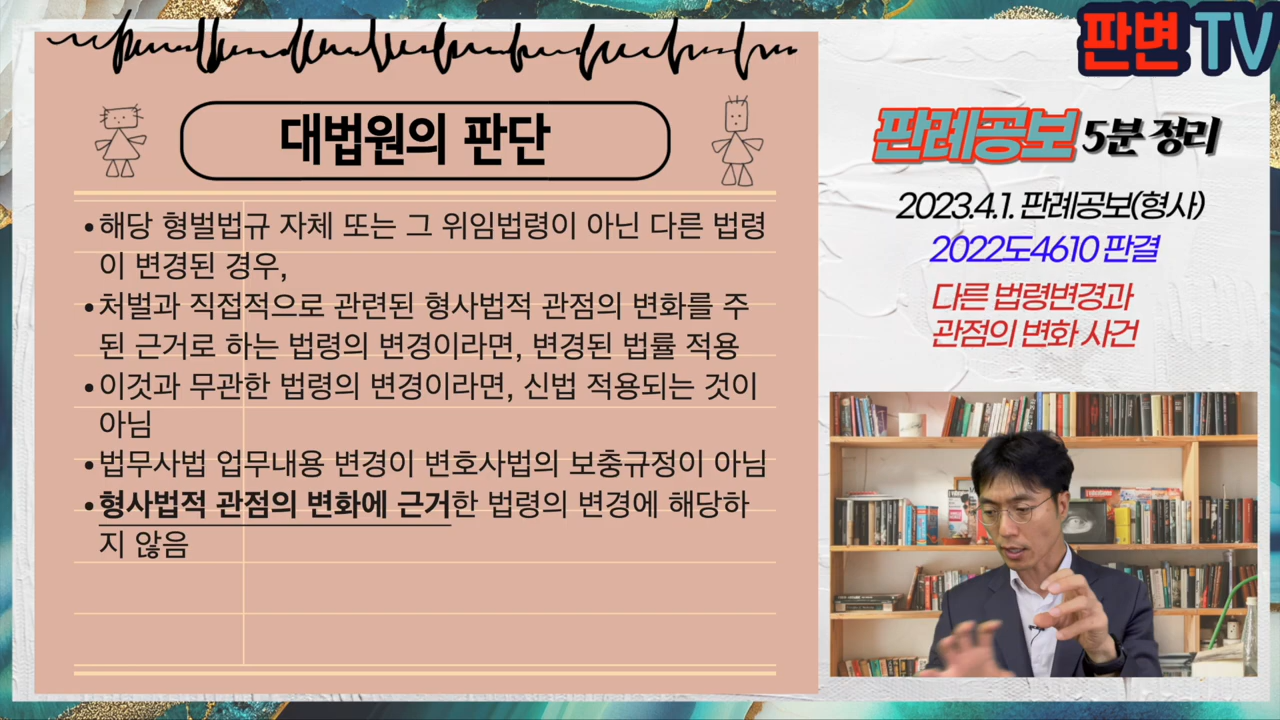 판변 TV
대법원의 판단
•해당 형벌법규 자체 또는 그 위임법령이 아닌 다른 법령
이 변경된 경우,
•처벌과 직접적으로 관련된 형사법적 관점의 변화를 주
된 근거로 하는 법령의 변경이라면, 변경된 법률 적용
•이것과 무관한 법령의 변경이라면, 신법 적용되는 것이
아님
•법무사법 업무내용 변경이 변호사법의 보충규정이 아님
•형사법적 관점의 변화에 근거한 법령의 변경에 해당하
지 않음
판례공보 5분 정리
2023.4.1. 판례공보(형사)
2022도4610 판결
다른 법령변경과
관점의 변화 사건